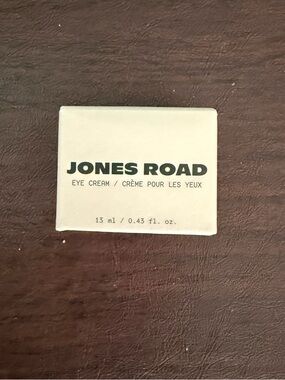 JONES ROAD
EYE CREAM / CRÈME POUR LES YEUX
13 ml / 0.43 fl. oz.